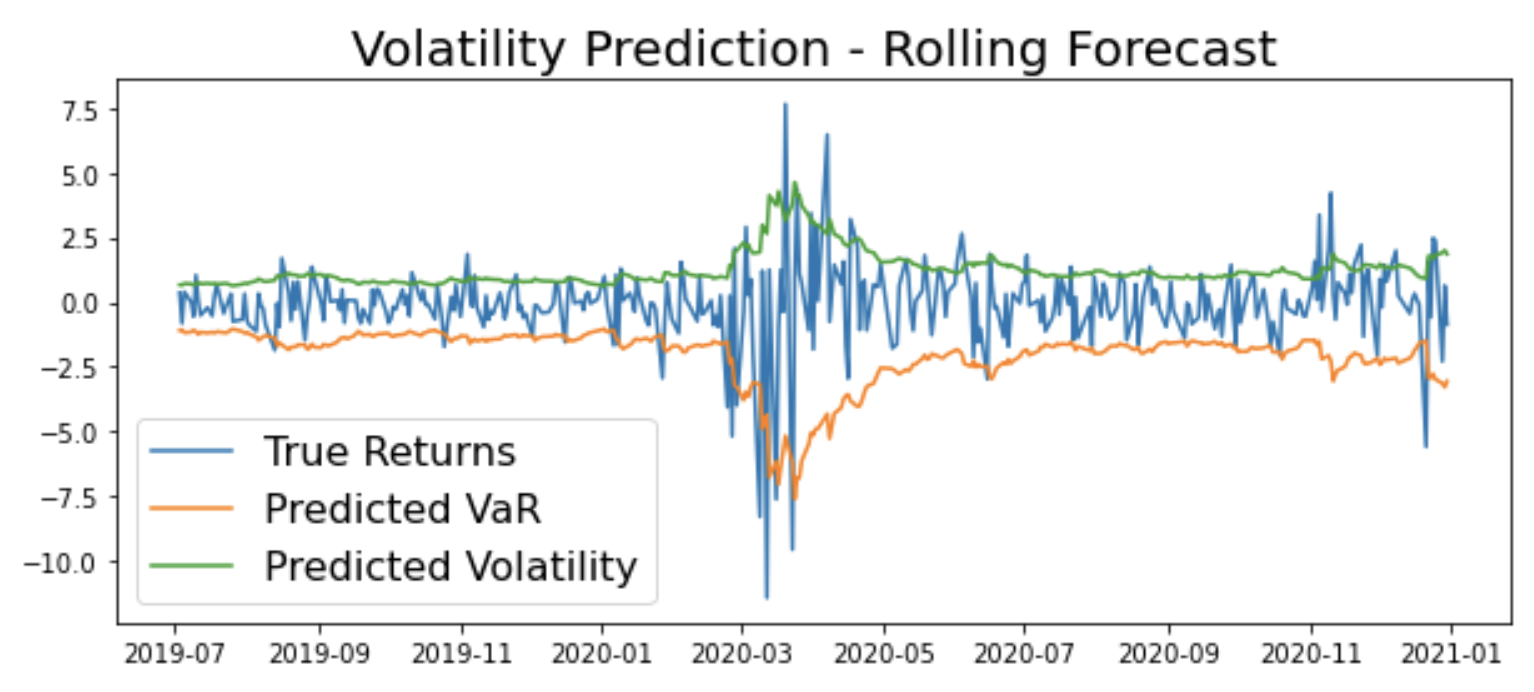 Volatility Prediction - Rolling Forecast
7.5
5.0
2.5
0.0
−2.5
−5.0
−7.5
−10.0
True Returns
Predicted VaR
Predicted Volatility
2019-07 2019-09 2019-11 2020-01 2020-03 2020-05 2020-07 2020-09 2020-11 2021-01